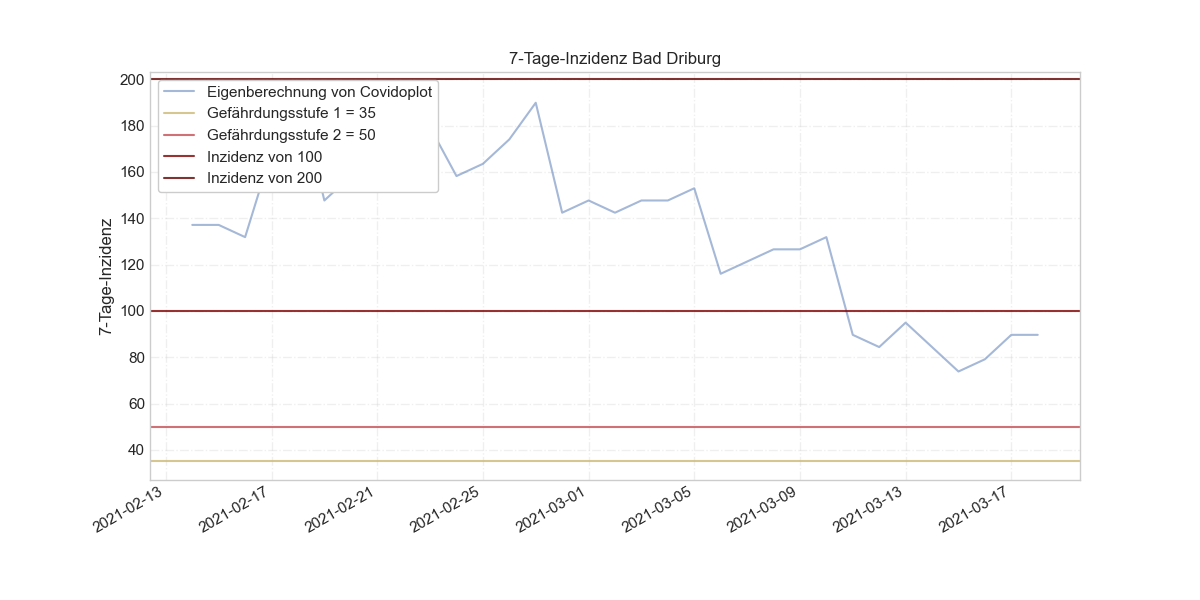 7-Tage-Inzidenz Bad Driburg
Eigenberechnung von Covidoplot
Gefährdungsstufe 1 = 35
Gefährdungsstufe 2 = 50
Inzidenz von 100
Inzidenz von 200
7-Tage-Inzidenz
200
180
160
140
120
100
80
60
40
2021-02-13
2021-02-17
2021-02-21
2021-02-25
2021-03-01
2021-03-05
2021-03-09
2021-03-13
2021-03-17